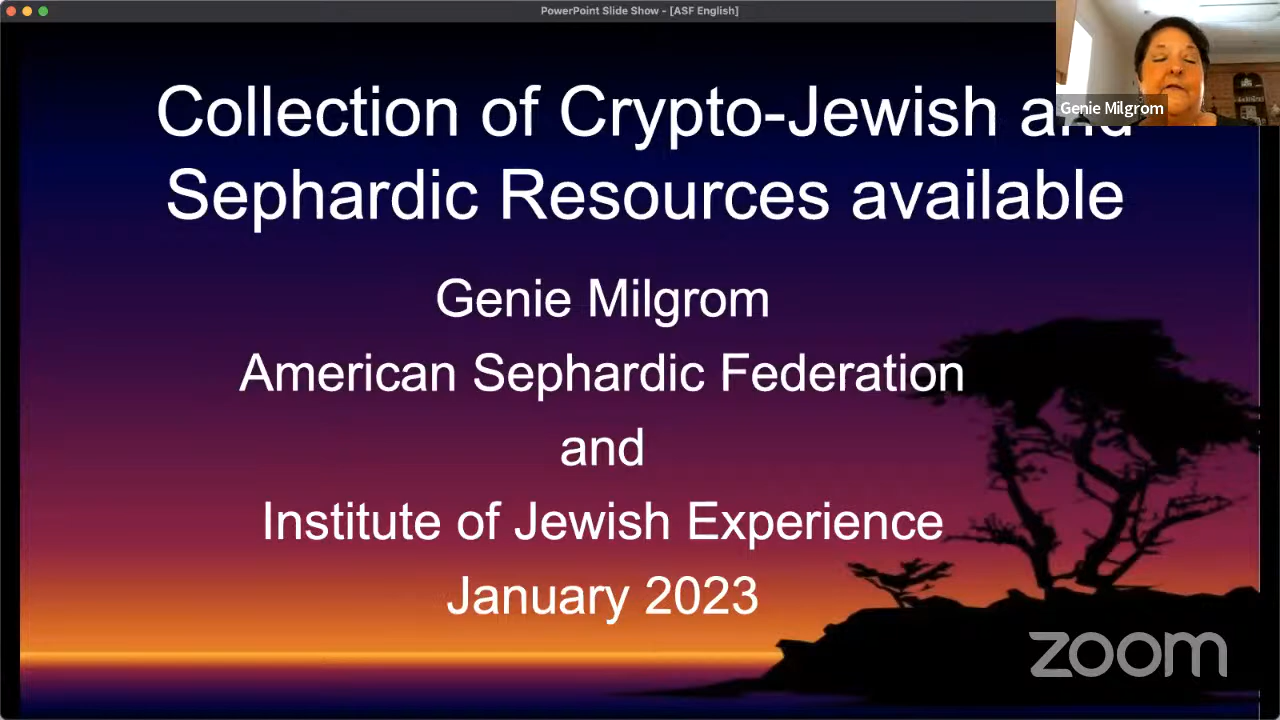 PowerPoint Slide Show - [ASF English]
Collection of Crypto-Jewish and
Sephardic Resources available
Genie Milgrom
Genie Milgrom
American Sephardic Federation
and
Institute of Jewish Experience
January 2023
zoom